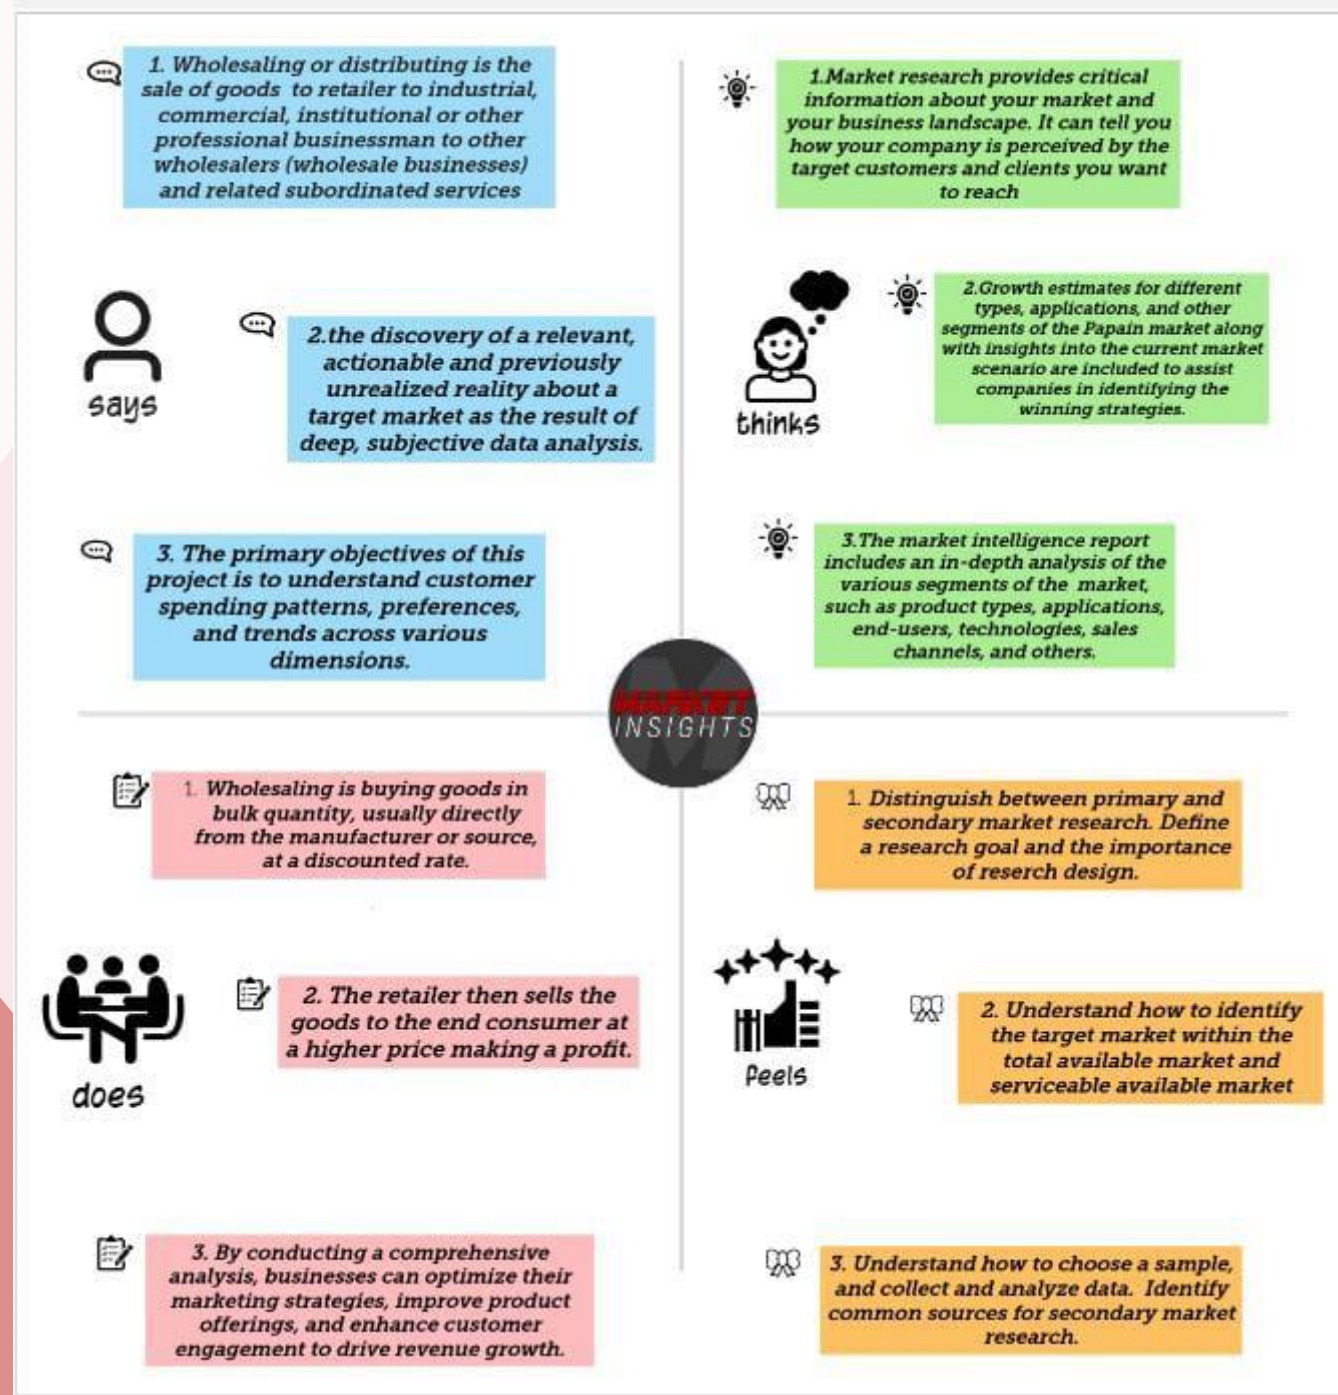 1. Wholesaling or distributing is the
sale of goods to retailer to industrial,
commercial, institutional or other
professional businessman to other
wholesalers (wholesale businesses)
and related subordinated services
says
2.the discovery of a relevant,
actionable and previously
unrealized reality about a
target market as the result of
deep, subjective data analysis.
3. The primary objectives of this
project is to understand customer
spending patterns, preferences,
and trends across various
dimensions.
1.Market research provides critical
information about your market and
your business landscape. It can tell you
how your company is perceived by the
target customers and clients you want
to reach
thinks
2.Growth estimates for different
types, applications, and other
segments of the Papain market along
with insights into the current market
scenario are included to assist
companies in identifying the
winning strategies.
3.The market intelligence report
includes an in-depth analysis of the
various segments of the market,
such as product types, applications,
end-users, technologies, sales
channels, and others.
MARKET
INSIGHTS
1. Wholesaling is buying goods in
bulk quantity, usually directly
from the manufacturer or source,
at a discounted rate.
does
2. The retailer then sells the
goods to the end consumer at
a higher price making a profit.
3. By conducting a comprehensive
analysis, businesses can optimize their
marketing strategies, improve product
offerings, and enhance customer
engagement to drive revenue growth.
1. Distinguish between primary and
secondary market research. Define
a research goal and the importance
of reserch design.
feels
2. Understand how to identify
the target market within the
total available market and
serviceable available market
3. Understand how to choose a sample,
and collect and analyze data. Identify
common sources for secondary market
research.